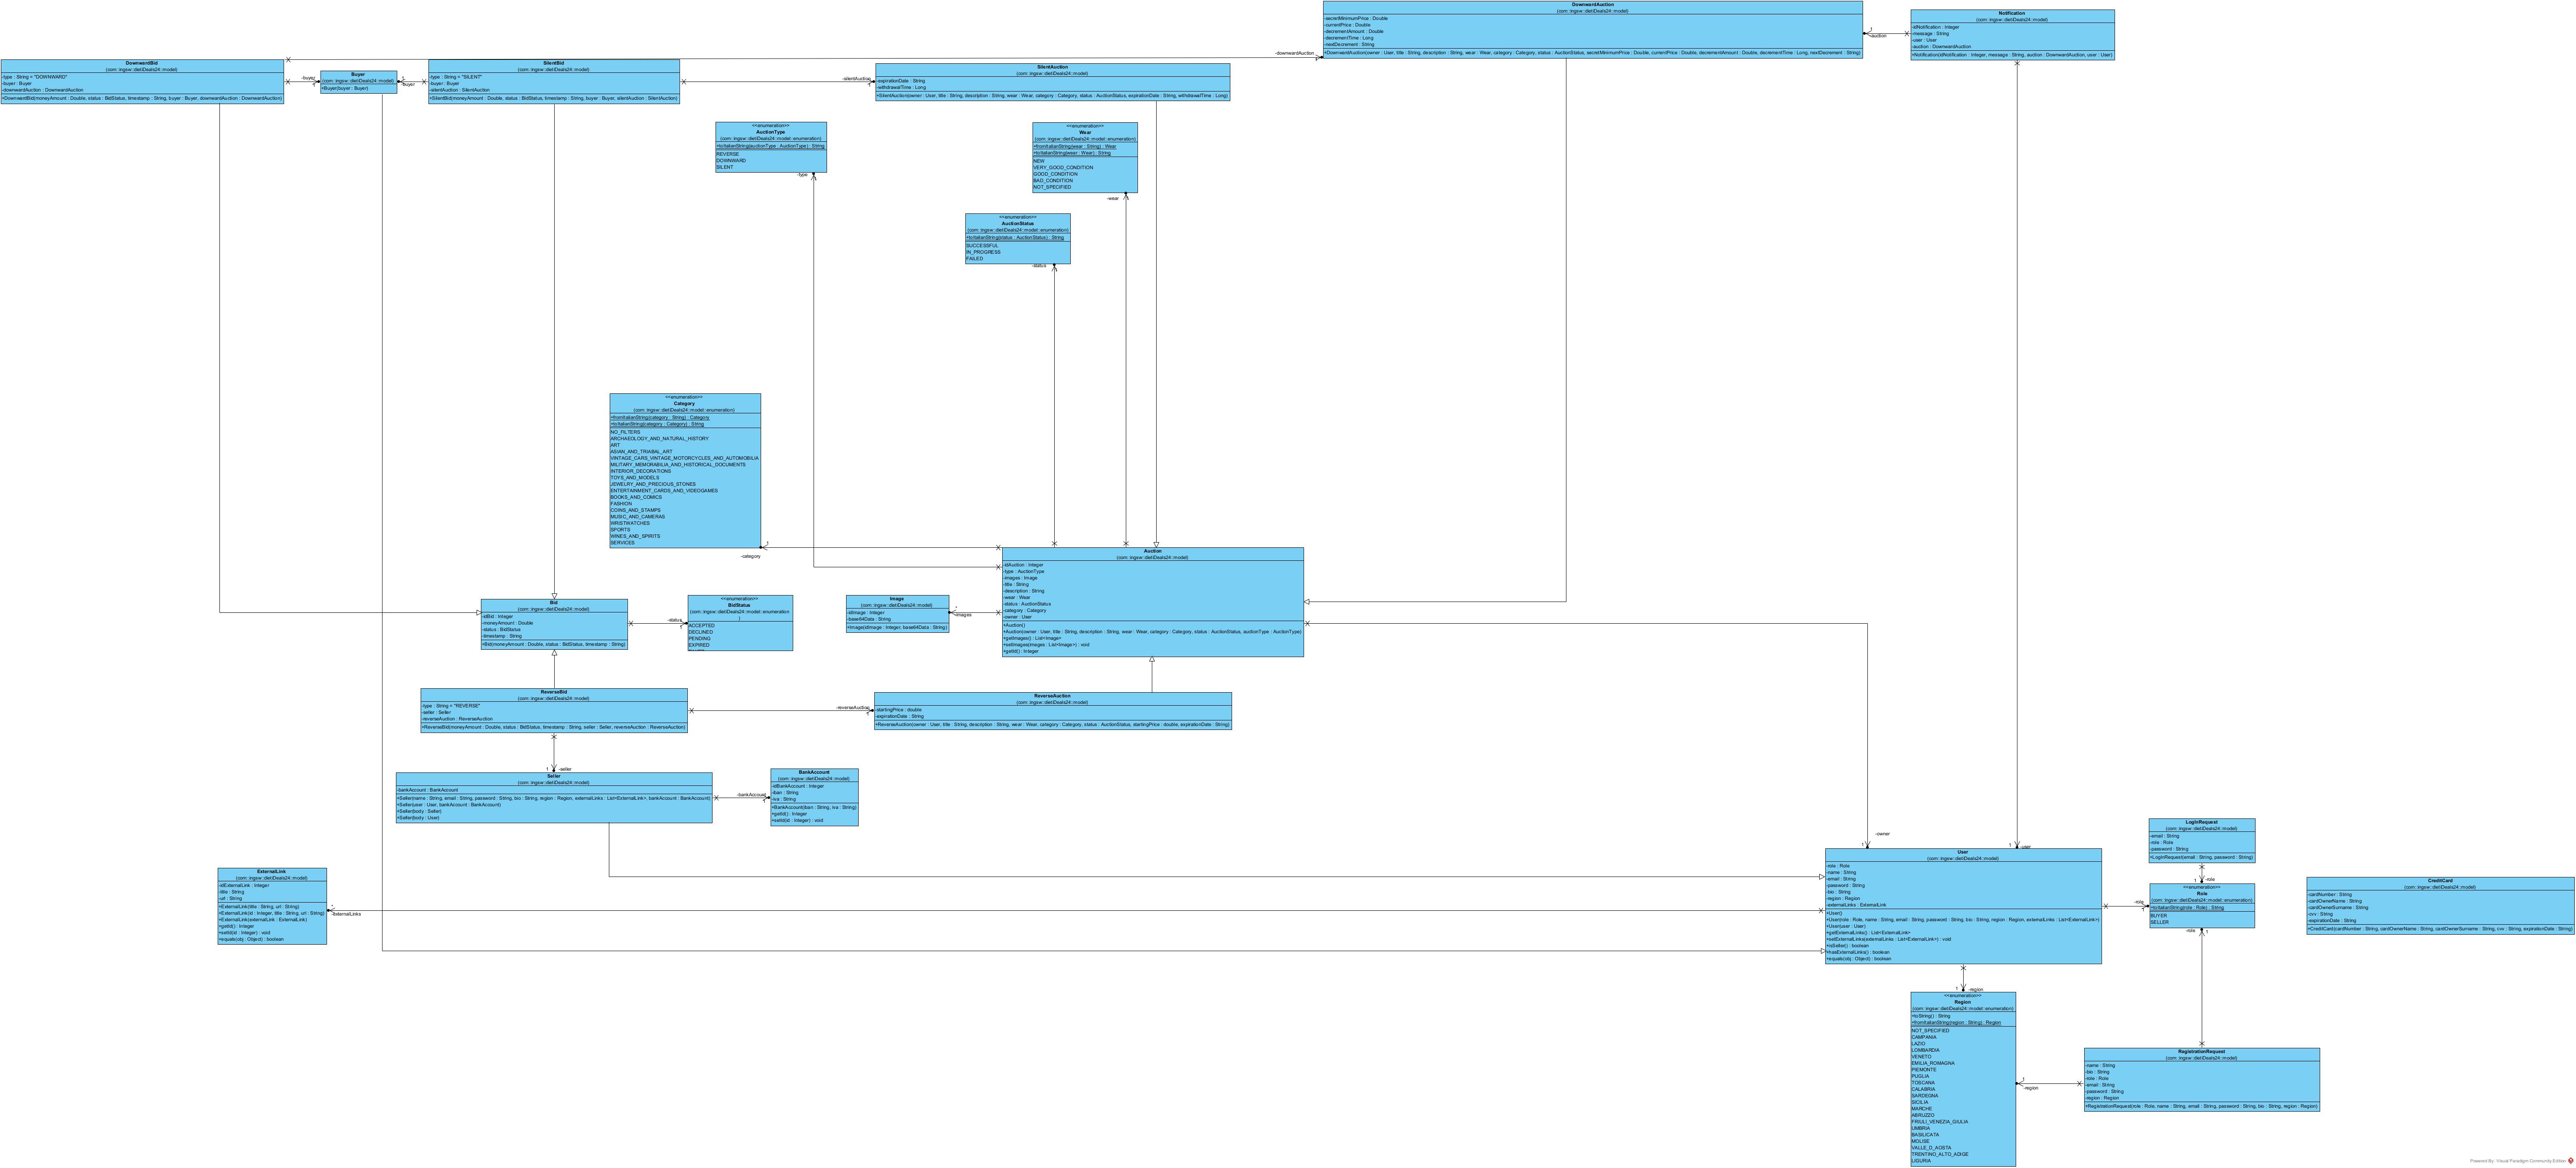 DownwardAuction
(com::ingsw::dietiDeals24::model)
-secretMinimumPrice : Double
-currentPrice : Double
-decrementAmount : Double
-decrementTime : Long
-nextDecrement : String
+DownwardAuction(owner : User, title : String, description : String, wear : Wear, category : Category, status : AuctionStatus, secretMinimumPrice : Double, currentPrice : Double, decrementAmount : Double, decrementTime : Long, nextDecrement : String)
Notification
(com::ingsw::dietiDeals24::model)
-idNotification : Integer
-message : String
-user : User
-auction : DownwardAuction
+Notification(idNotification : Integer, message : String, auction : DownwardAuction, user : User)
1
-auction
-downwardAuction
1
DownwardBid
(com::ingsw::dietiDeals24::model)
-type : String = "DOWNWARD"
-buyer : Buyer
-downwardAuction : DownwardAuction
+DownwardBid(moneyAmount : Double, status : BidStatus, timestamp : String, buyer : Buyer, downwardAuction : DownwardAuction)
-buyer
1
Buyer
(com::ingsw::dietiDeals24::model)
+Buyer(buyer : Buyer)
1
-buyer
SilentBid
(com::ingsw::dietiDeals24::model)
-type : String = "SILENT"
-buyer : Buyer
-silentAuction : SilentAuction
+SilentBid(moneyAmount : Double, status : BidStatus, timestamp : String, buyer : Buyer, silentAuction : SilentAuction)
-silentAuction
1
SilentAuction
(com::ingsw::dietiDeals24::model)
-expirationDate : String
-withdrawalTime : Long
+SilentAuction(owner : User, title : String, description : String, wear : Wear, category : Category, status : AuctionStatus, expirationDate : String, withdrawalTime : Long)
<<enumeration>>
AuctionType
(com::ingsw::dietiDeals24::model::enumeration)
+toItalianString(auctionType : AuctionType) : String
REVERSE
DOWNWARD
SILENT
-type
1
<<enumeration>>
Wear
(com::ingsw::dietiDeals24::model::enumeration)
+fromItalianString(wear : String) : Wear
+toItalianString(wear : Wear) : String
NEW
VERY_GOOD_CONDITION
GOOD_CONDITION
BAD_CONDITION
NOT_SPECIFIED
-wear
1
<<enumeration>>
AuctionStatus
(com::ingsw::dietiDeals24::model::enumeration)
+toItalianString(status : AuctionStatus) : String
SUCCESSFUL
IN_PROGRESS
FAILED
-status
1
<<enumeration>>
Category
(com::ingsw::dietiDeals24::model::enumeration)
+fromItalianString(category : String) : Category
+toItalianString(category : Category) : String
NO_FILTERS
ARCHAEOLOGY_AND_NATURAL_HISTORY
ART
ASIAN_AND_TRIABAL_ART
VINTAGE_CARS_VINTAGE_MOTORCYCLES_AND_AUTOMOBILIA
MILITARY_MEMORABILIA_AND_HISTORICAL_DOCUMENTS
INTERIOR_DECORATIONS
TOYS_AND_MODELS
JEWELRY_AND_PRECIOUS_STONES
ENTERTAINMENT_CARDS_AND_VIDEOGAMES
BOOKS_AND_COMICS
FASHION
COINS_AND_STAMPS
MUSIC_AND_CAMERAS
WRISTWATCHES
SPORTS
WINES_AND_SPIRITS
SERVICES
1
-category
Auction
(com::ingsw::dietiDeals24::model)
-idAuction : Integer
-type : AuctionType
-images : Image
-title : String
-description : String
-wear : Wear
-status : AuctionStatus
-category : Category
-owner : User
+Auction()
+Auction(owner : User, title : String, description : String, wear : Wear, category : Category, status : AuctionStatus, auctionType : AuctionType)
+getImages() : List<Image>
+setImages(images : List<Image>) : void
+getId() : Integer
Bid
(com::ingsw::dietiDeals24::model)
-idBid : Integer
-moneyAmount : Double
-status : BidStatus
-timestamp : String
+Bid(moneyAmount : Double, status : BidStatus, timestamp : String)
-status
1
<<enumeration>>
BidStatus
(com::ingsw::dietiDeals24::model::enumeration
)
ACCEPTED
DECLINED
PENDING
EXPIRED
Image
(com::ingsw::dietiDeals24::model)
-idImage : Integer
-base64Data : String
+Image(idImage : Integer, base64Data : String)
*
-images
ReverseBid
(com::ingsw::dietiDeals24::model)
-type : String = "REVERSE"
-seller : Seller
-reverseAuction : ReverseAuction
+ReverseBid(moneyAmount : Double, status : BidStatus, timestamp : String, seller : Seller, reverseAuction : ReverseAuction)
-reverseAuction
1
ReverseAuction
(com::ingsw::dietiDeals24::model)
-startingPrice : double
-expirationDate : String
+ReverseAuction(owner : User, title : String, description : String, wear : Wear, category : Category, status : AuctionStatus, startingPrice : double, expirationDate : String)
1
-seller
Seller
(com::ingsw::dietiDeals24::model)
-bankAccount : BankAccount
+Seller(name : String, email : String, password : String, bio : String, region : Region, externalLinks : List<ExternalLink>, bankAccount : BankAccount)
+Seller(user : User, bankAccount : BankAccount)
+Seller(body : Seller)
+Seller(body : User)
-bankAccount
1
BankAccount
(com::ingsw::dietiDeals24::model)
-idBankAccount : Integer
-iban : String
-iva : String
+BankAccount(iban : String, iva : String)
+getId() : Integer
+setId(id : Integer) : void
ExternalLink
(com::ingsw::dietiDeals24::model)
-idExternalLink : Integer
-title : String
-url : String
+ExternalLink(title : String, url : String)
+ExternalLink(id : Integer, title : String, url : String)
+ExternalLink(externalLink : ExternalLink)
+getId() : Integer
+setId(id : Integer) : void
+equals(obj : Object) : boolean
*
-externalLinks
-owner
1
1
-user
User
(com::ingsw::dietiDeals24::model)
-role : Role
-name : String
-email : String
-password : String
-bio : String
-region : Region
-externalLinks : ExternalLink
+User()
+User(role : Role, name : String, email : String, password : String, bio : String, region : Region, externalLinks : List<ExternalLink>)
+User(user : User)
+getExternalLinks() : List<ExternalLink>
+setExternalLinks(externalLinks : List<ExternalLink>) : void
+isSeller() : boolean
+hasExternalLinks() : boolean
+equals(obj : Object) : boolean
LogInRequest
(com::ingsw::dietiDeals24::model)
-email : String
-role : Role
-password : String
+LogInRequest(email : String, password : String)
1
-role
<<enumeration>>
Role
(com::ingsw::dietiDeals24::model::enumeration)
+toItalianString(role : Role) : String
BUYER
SELLER
-role
1
-role
1
CreditCard
(com::ingsw::dietiDeals24::model)
-cardNumber : String
-cardOwnerName : String
-cardOwnerSurname : String
-cvv : String
-expirationDate : String
+CreditCard(cardNumber : String, cardOwnerName : String, cardOwnerSurname : String, cvv : String, expirationDate : String)
1
-region
<<enumeration>>
Region
(com::ingsw::dietiDeals24::model::enumeration)
+toString() : String
+fromItalianString(region : String) : Region
NOT_SPECIFIED
CAMPANIA
LAZIO
LOMBARDIA
VENETO
EMILIA_ROMAGNA
PIEMONTE
PUGLIA
TOSCANA
CALABRIA
SARDEGNA
SICILIA
MARCHE
ABRUZZO
FRIULI_VENEZIA_GIULIA
UMBRIA
BASILICATA
MOLISE
VALLE_D_AOSTA
TRENTINO_ALTO_ADIGE
LIGURIA
1
-region
RegistrationRequest
(com::ingsw::dietiDeals24::model)
-name : String
-bio : String
-role : Role
-email : String
-password : String
-region : Region
+RegistrationRequest(role : Role, name : String, email : String, password : String, bio : String, region : Region)
Powered By: Visual Paradigm Community Edition